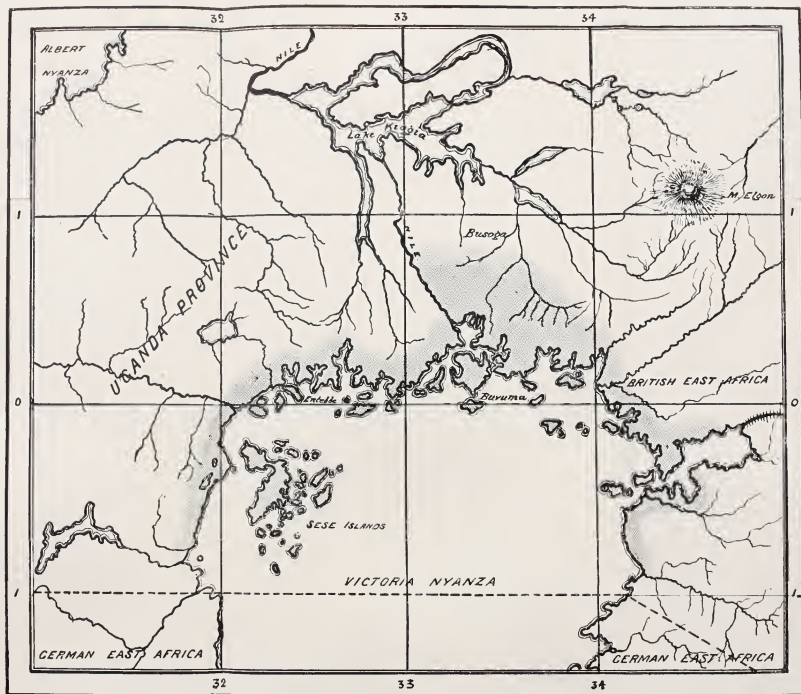 32 33 34
ALBERT
NYANZA
NILE
Lake Kioga
M. Elgon
1 1
Busoga
NILE
UGANDA PROVINCE
BRITISH EAST AFRICA
0 0
Entebbe
Buvuma
SESE ISLANDS
VICTORIA NYANZA
1 1
GERMAN EAST AFRICA GERMAN EAST AFRICA
32 33 34